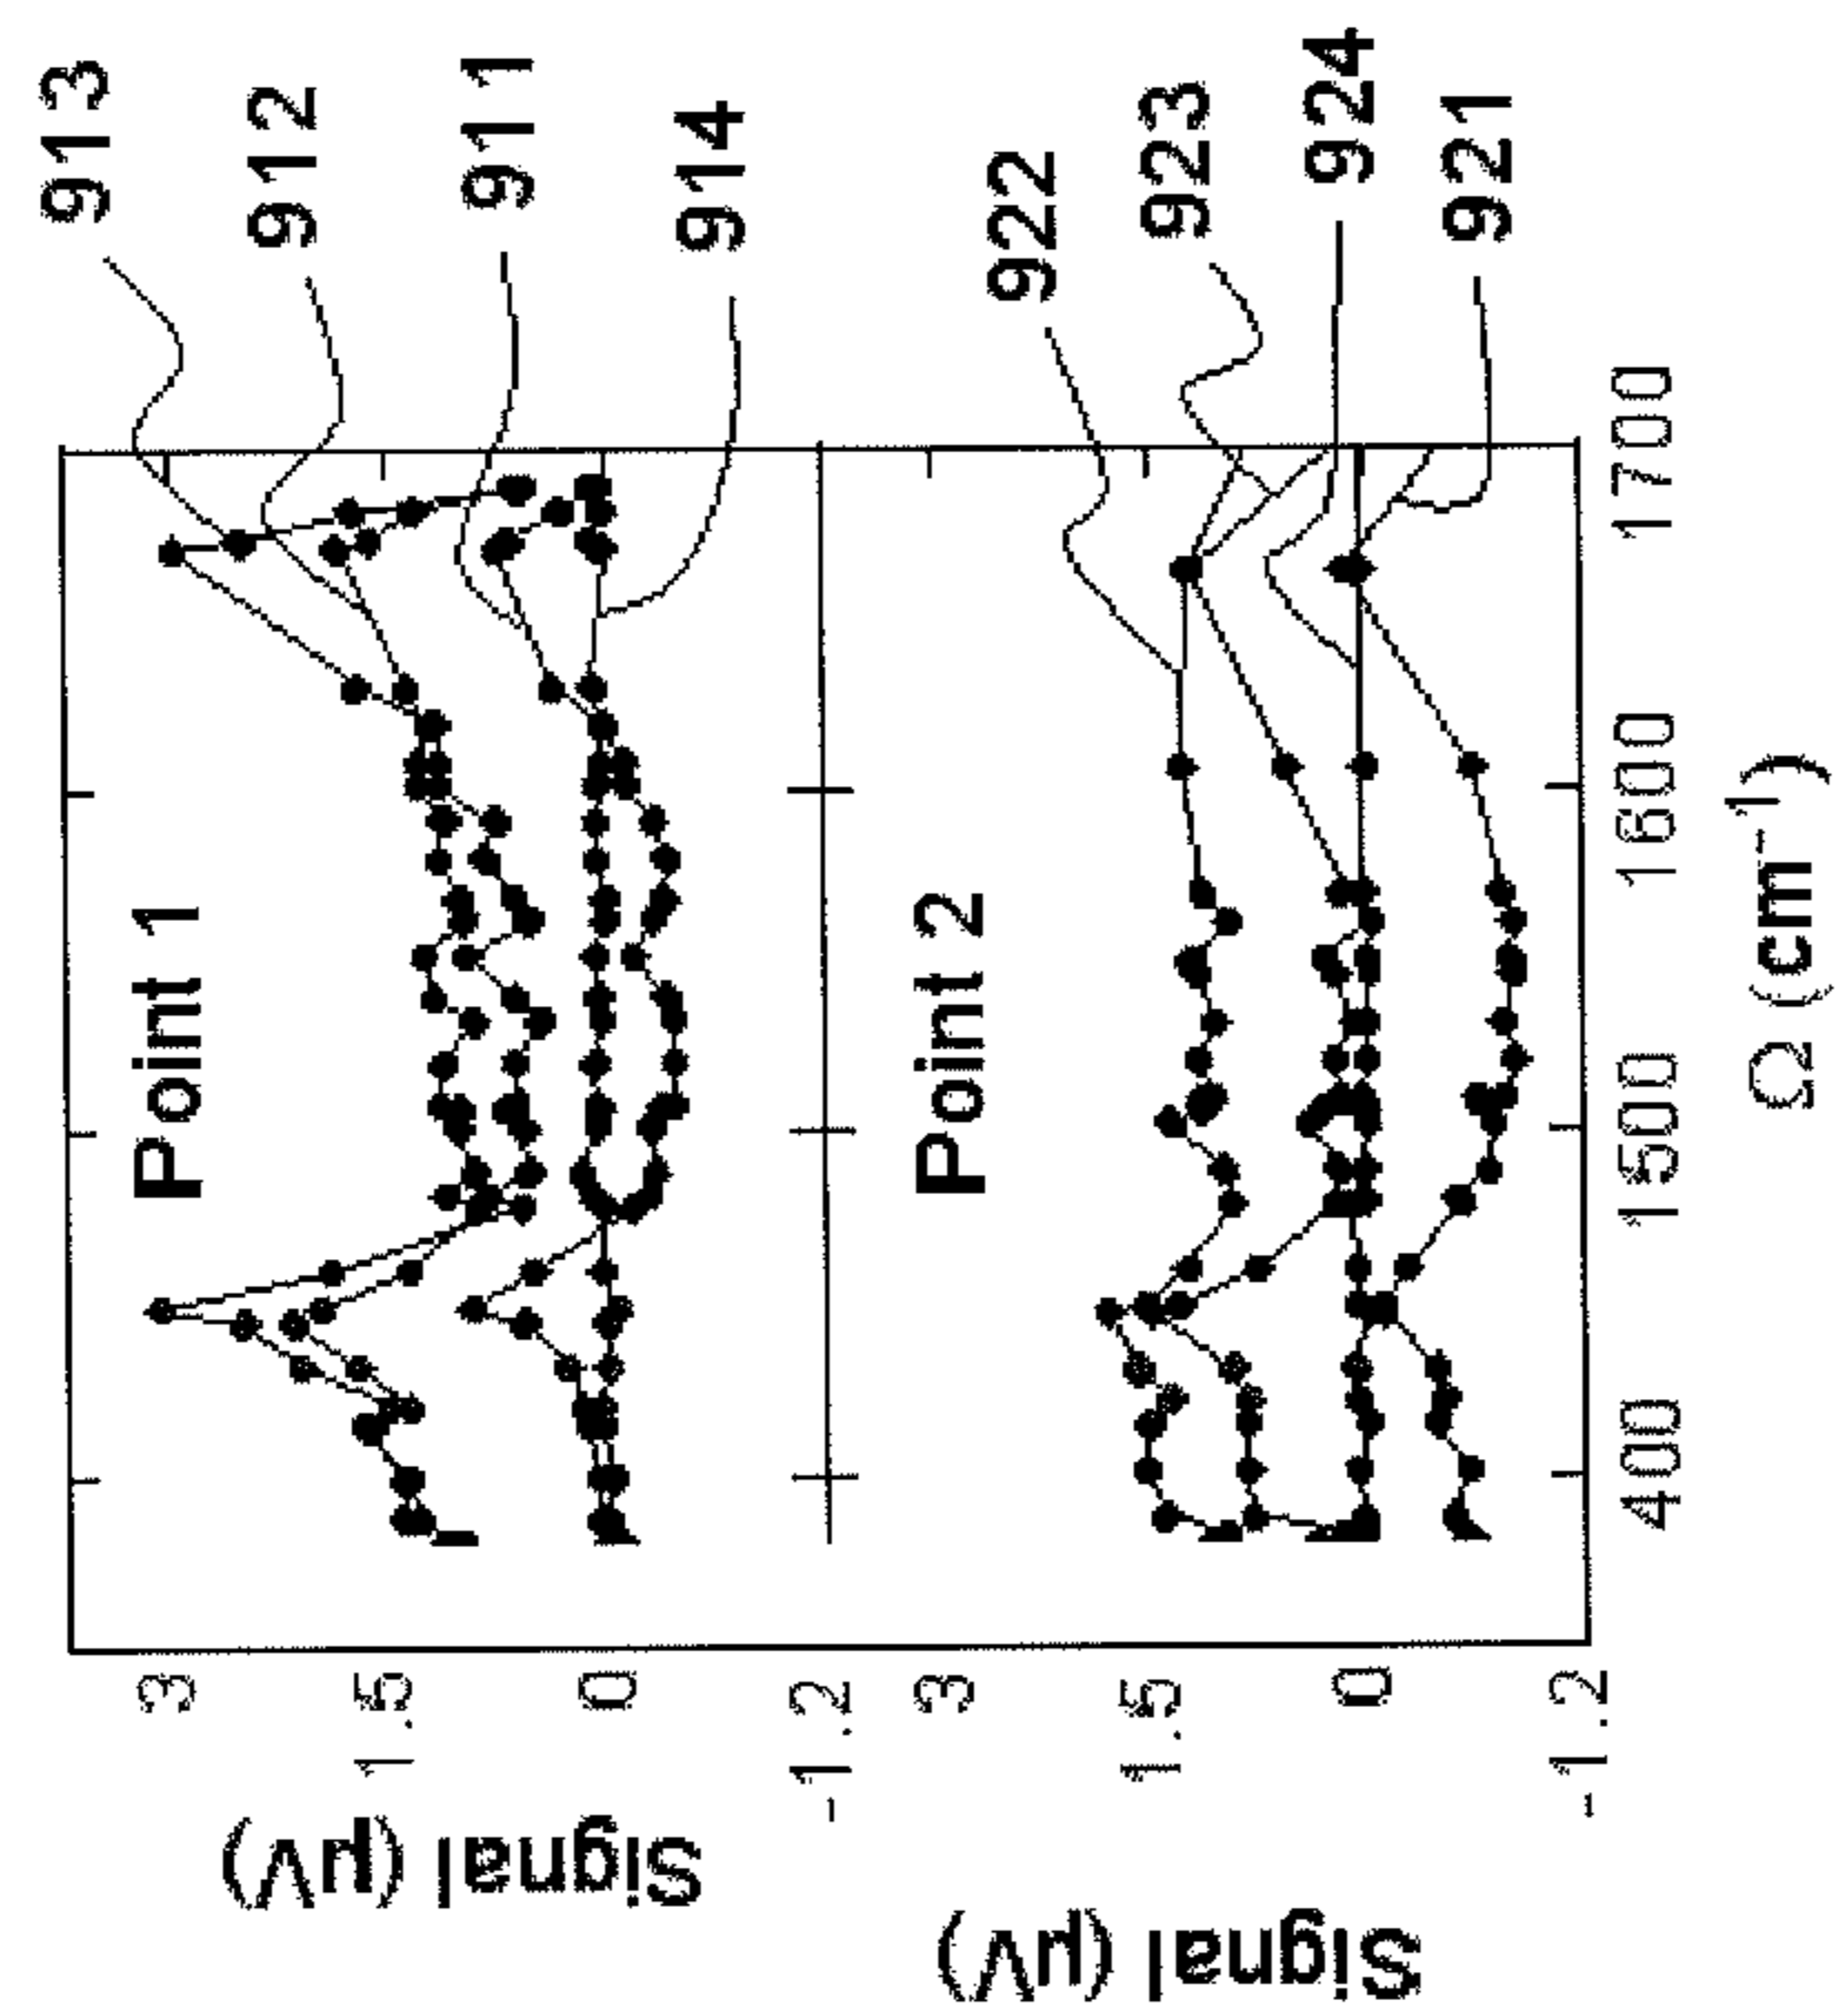 Signal (µV)
3
1.5
0
-1.2
Point 1
913
912
911
914
Signal (µV)
3
1.5
0
-1.2
Point 2
922
923
924
921
400 1500 1600 1700
Ω (cm⁻¹)